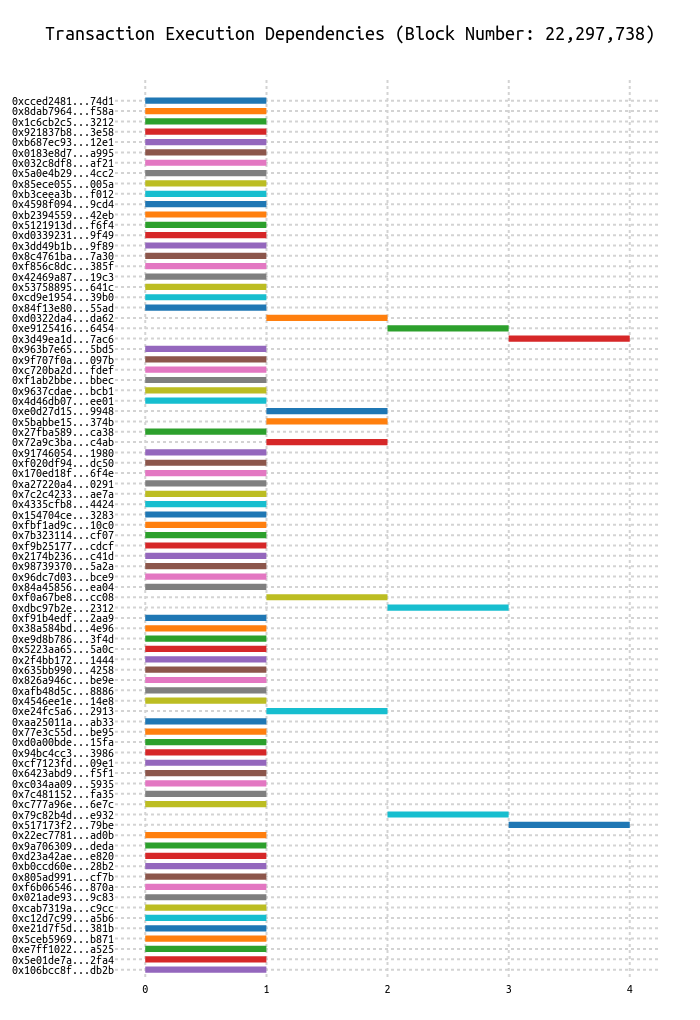 Transaction Execution Dependencies (Block Number: 22,297,738)
0xcced2481...74d1
0x8dab7964...f58a
0x1c6cb2c5...3212
0x921837b8...3e58
0xb687ec93...12e1
0x0183e8d7...a995
0x032c8df8...af21
0x5a0e4b29...4cc2
0x85ece055...005a
0xb3ceea3b...f012
0x4598f094...9cd4
0xb2394559...42eb
0x5121913d...f6f4
0xd0339231...9f49
0x3dd49b1b...9f89
0x8c4761ba...7a30
0xf856c8dc...385f
0x42469a87...19c3
0x53758895...641c
0xcd9e1954...39b0
0x84f13e80...55ad
0xd0322da4...da62
0xe9125416...6454
0x3d49ea1d...7ac6
0x963b7e65...5bd5
0x9f707f0a...097b
0xc720ba2d...fdef
0xf1ab2bbe...bbec
0x9637cdae...bcb1
0x4d46db07...ee01
0xe0d27d15...9948
0x5babbe15...374b
0x27fba589...ca38
0x72a9c3ba...c4ab
0x91746054...1980
0xf020df94...dc50
0x170ed18f...6f4e
0xa27220a4...0291
0x7c2c4233...ae7a
0x4335cfb8...4424
0x154704ce...3283
0xfbf1ad9c...10c0
0x7b323114...cf07
0xf9b25177...cdcf
0x2174b236...c41d
0x98739370...5a2a
0x96dc7d03...bce9
0x84a45856...ea04
0xf0a67be8...cc08
0xdbc97b2e...2312
0xf91b4edf...2aa9
0x38a584bd...4e96
0xe9d8b786...3f4d
0x5223aa65...5a0c
0x2f4bb172...1444
0x635bb990...4258
0x826a946c...be9e
0xafb48d5c...8886
0x4546ee1e...14e8
0xe24fc5a6...2913
0xaa25011a...ab33
0x77e3c55d...be95
0xd0a00bde...15fa
0x94bc4cc3...3986
0xcf7123fd...09e1
0x6423abd9...f5f1
0xc034aa09...5935
0x7c481152...fa35
0xc777a96e...6e7c
0x79c82b4d...e932
0x517173f2...79be
0x22ec7781...ad0b
0x9a706309...deda
0xd23a42ae...e820
0xb0ccd60e...28b2
0x805ad991...cf7b
0xf6b06546...870a
0x021ade93...9c83
0xcab7319a...c9cc
0xc12d7c99...a5b6
0xe21d7f5d...381b
0x5ceb5969...b871
0xe7ff1022...a525
0x5e01de7a...2fa4
0x106bcc8f...db2b
0 1 2 3 4